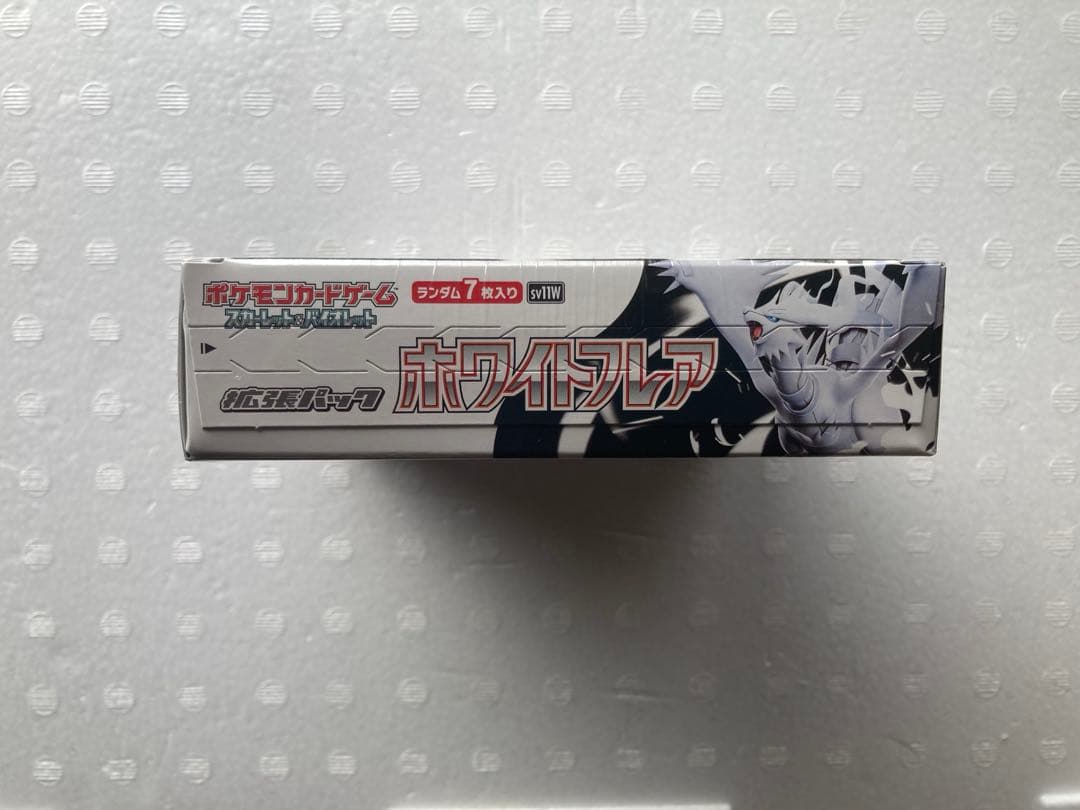 ポケモンカードゲーム
スカーレット&バイオレット
ランダム7枚入り sv11W
拡張パック ホワイトフレア